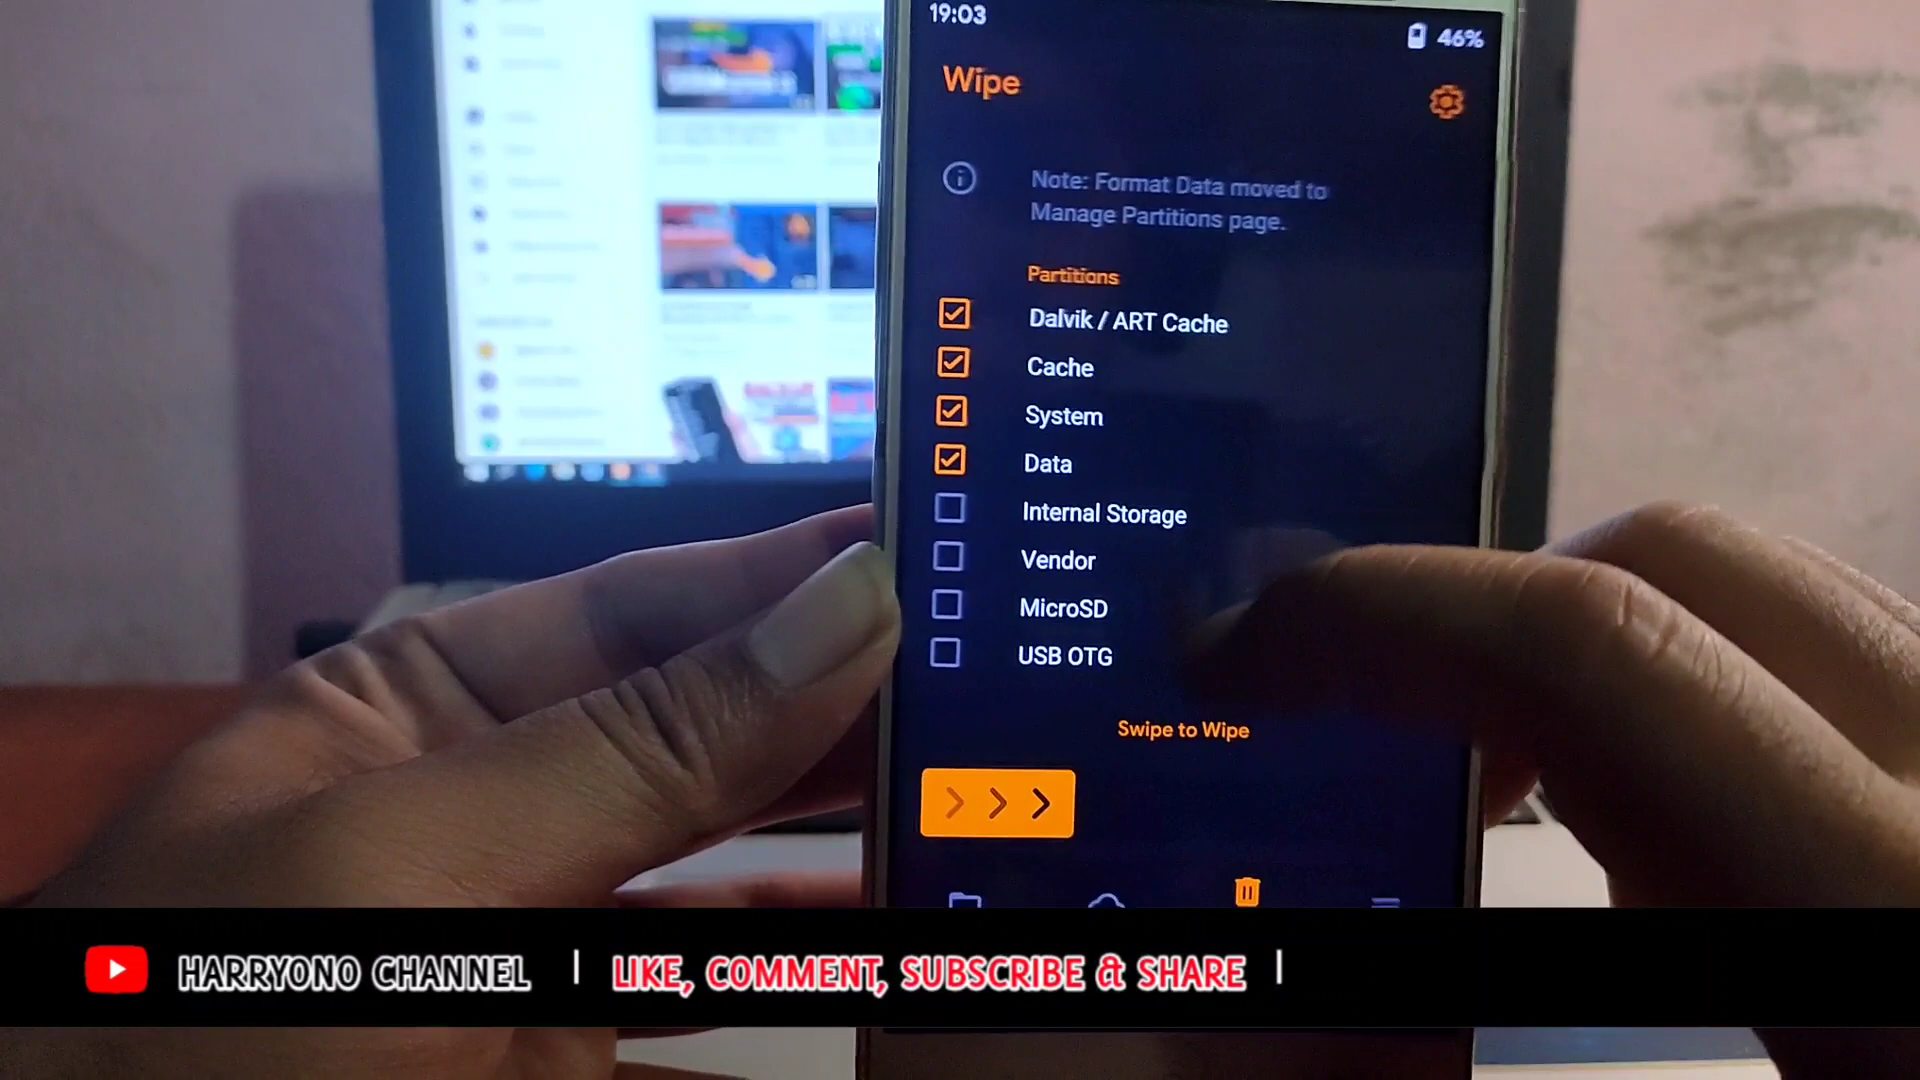 19:03
46%
Wipe
Note: Format Data moved to
Manage Partitions page.
Partitions
Dalvik / ART Cache
Cache
System
Data
Internal Storage
Vendor
MicroSD
USB OTG
Swipe to Wipe
HARRYONO CHANNEL | LIKE, COMMENT, SUBSCRIBE & SHARE |